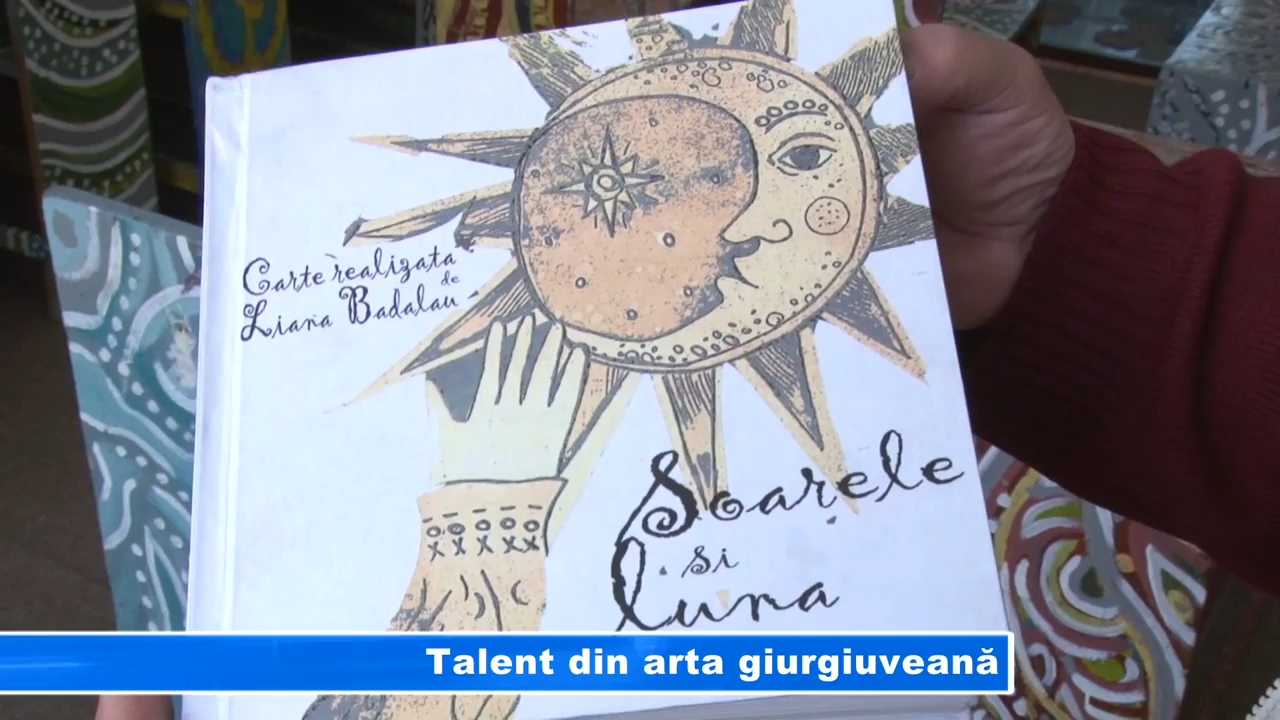 Carte realizata
de
Liana Badalau
Soarele
si
luna
Talent din arta giurgiuveană